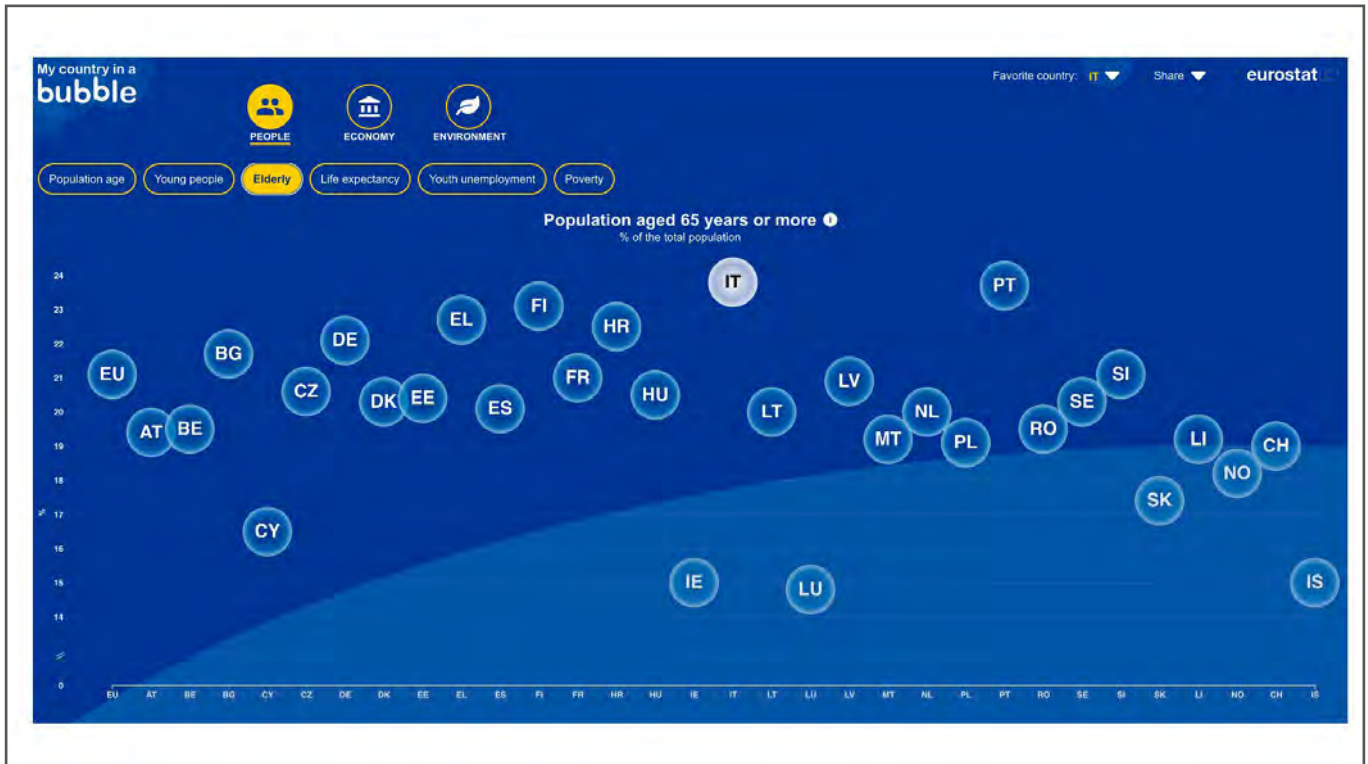 My country in a
bubble
Favorite country: IT
Share
eurostat
PEOPLE
ECONOMY
ENVIRONMENT
Population age
Young people
Elderly
Life expectancy
Youth unemployment
Poverty
Population aged 65 years or more i
% of the total population
24
23
22
21
20
19
18
17
16
15
14
0
EU
AT
BE
BG
CY
CZ
DE
DK
EE
EL
ES
FI
FR
HR
HU
IE
IT
LT
LU
LV
MT
NL
PL
PT
RO
SE
SI
SK
LI
NO
CH
IS
EU AT BE BG CY CZ DE DK EE EL ES FI FR HR HU IE IT LT LU LV MT NL PL PT RO SE SI SK LI NO CH IS